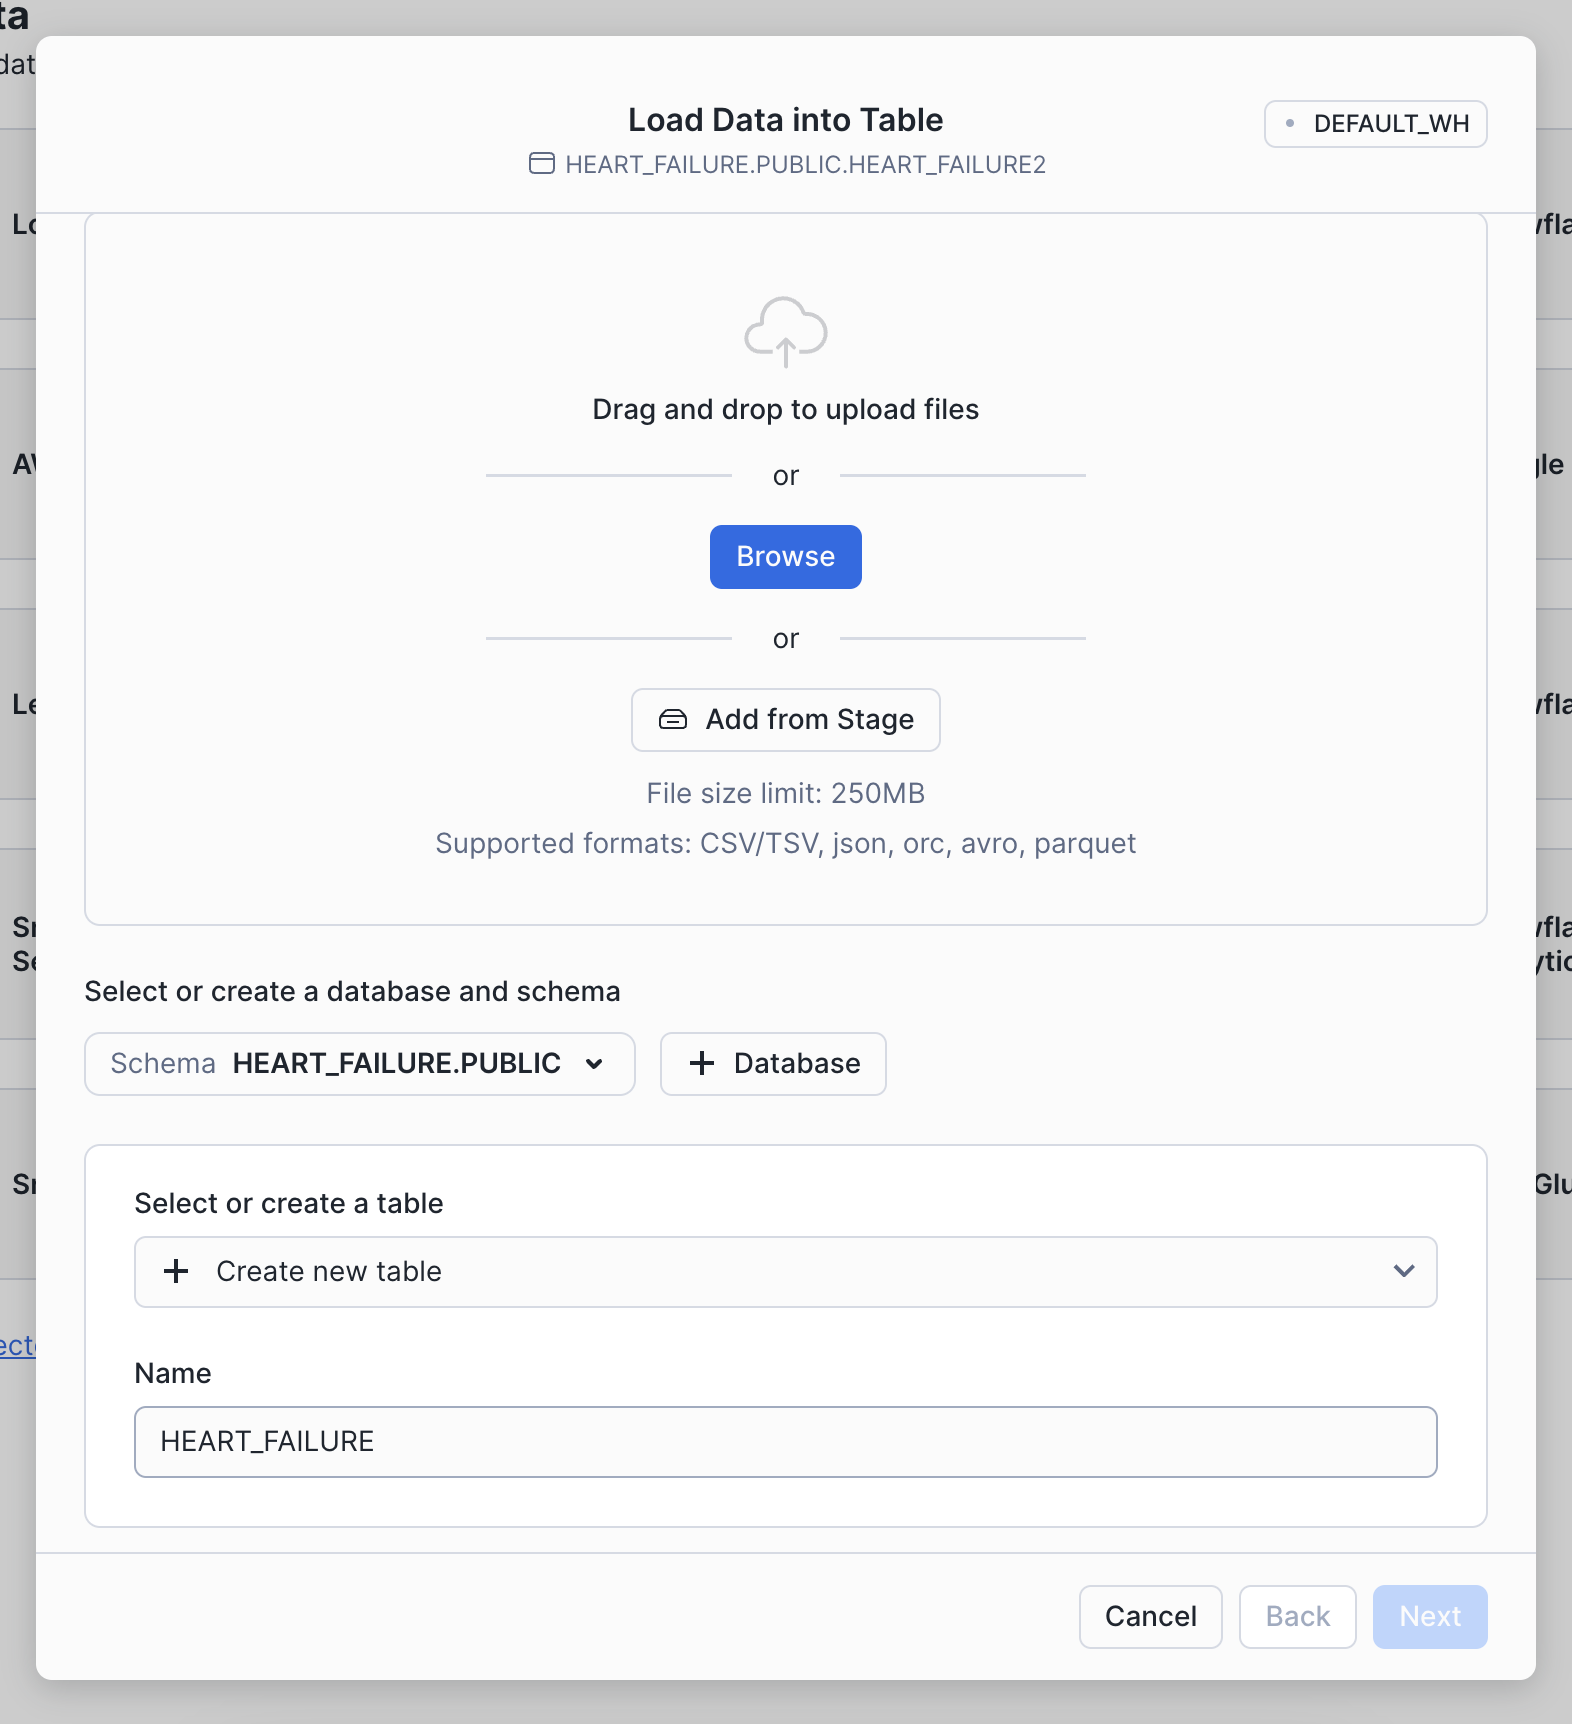 Load Data into Table
DEFAULT_WH
HEART_FAILURE.PUBLIC.HEART_FAILURE2
Drag and drop to upload files
or
Browse
or
Add from Stage
File size limit: 250MB
Supported formats: CSV/TSV, json, orc, avro, parquet
Select or create a database and schema
Schema HEART_FAILURE.PUBLIC
Database
Select or create a table
Create new table
Name
HEART_FAILURE
Cancel
Back
Next